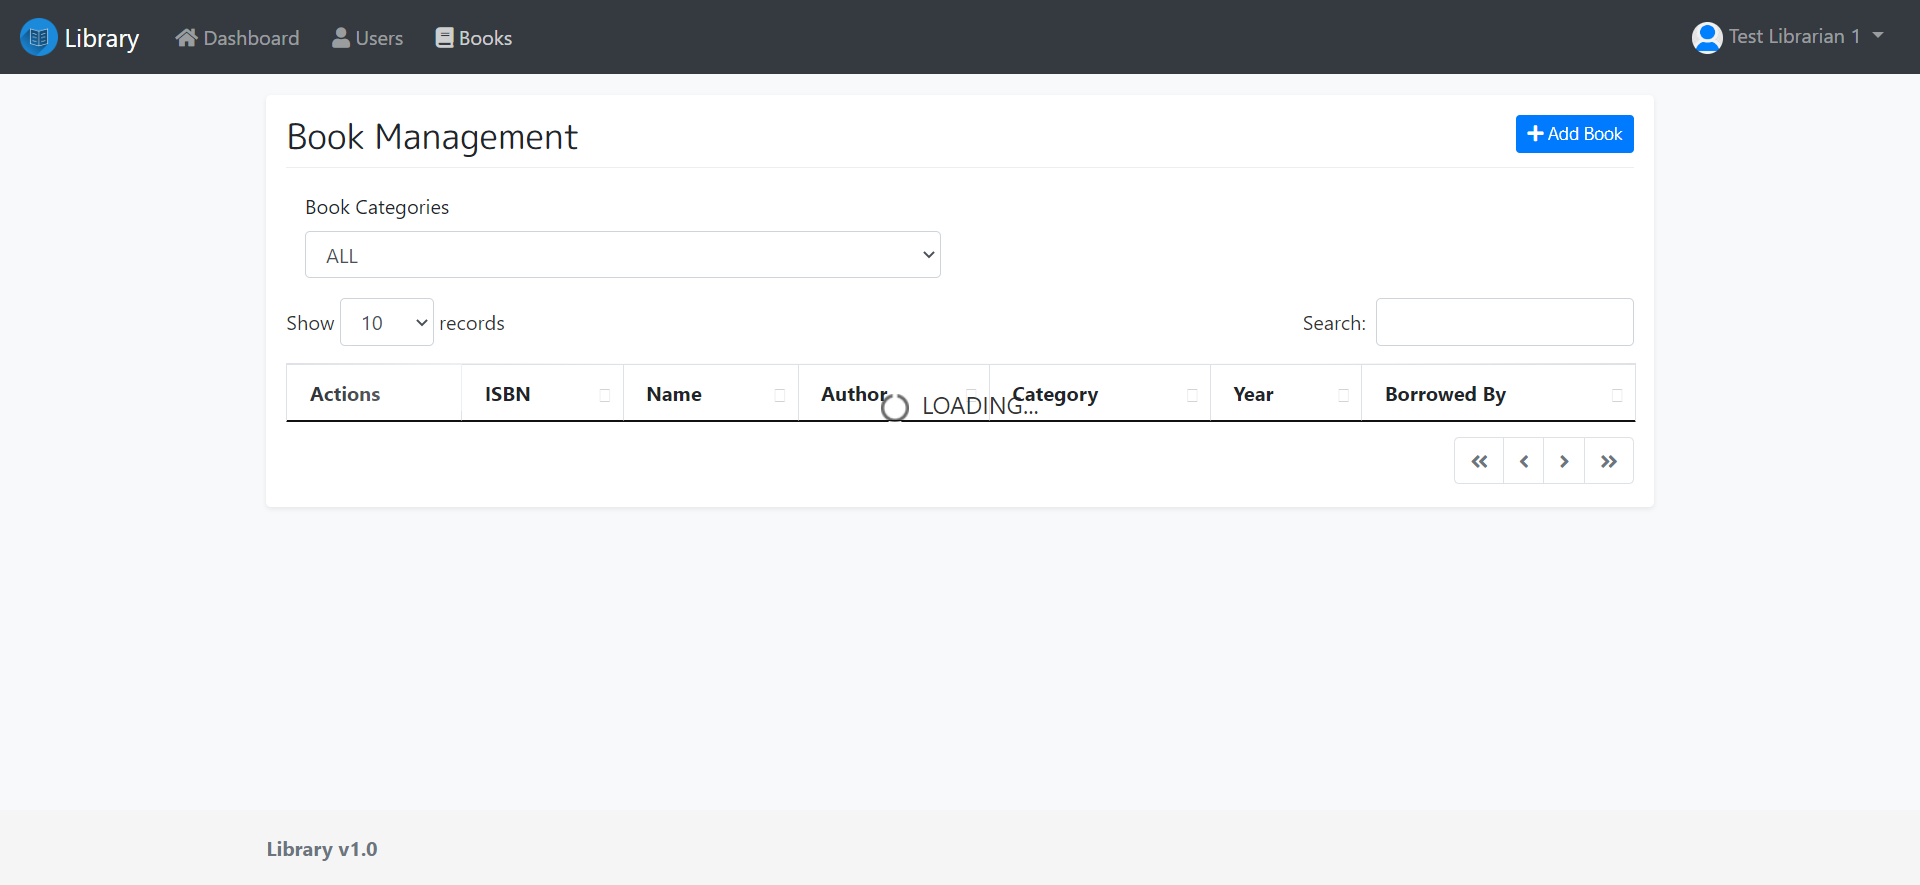 Library Dashboard Users Books Test Librarian 1
Book Management
Add Book
Book Categories
ALL
Show 10 records Search:
Actions ISBN Name Author Category Year Borrowed By
LOADING...
Library v1.0